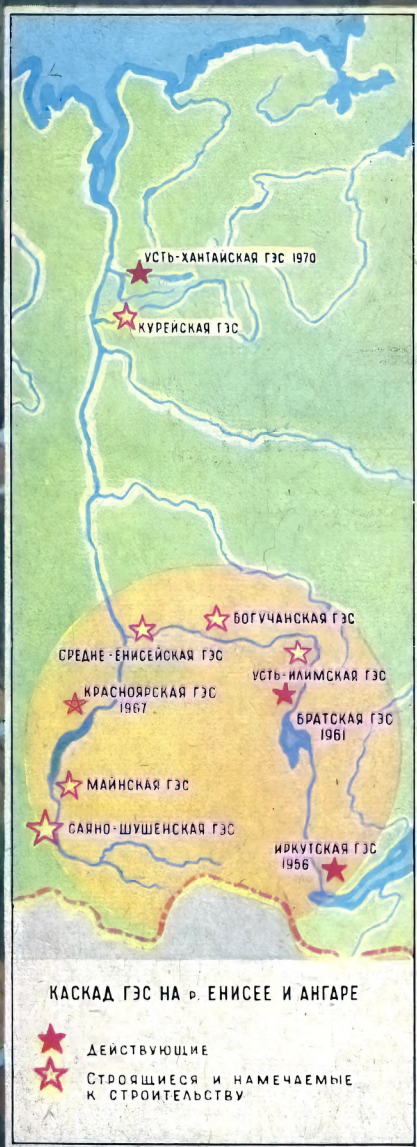 УСТЬ-ХАНТАЙСКАЯ ГЭС 1970
КУРЕЙСКАЯ ГЭС
БОГУЧАНСКАЯ ГЭС
СРЕДНЕ-ЕНИСЕЙСКАЯ ГЭС
УСТЬ-ИЛИМСКАЯ ГЭС
КРАСНОЯРСКАЯ ГЭС
1967
БРАТСКАЯ ГЭС
1961
МАЙНСКАЯ ГЭС
САЯНО-ШУШЕНСКАЯ ГЭС
ИРКУТСКАЯ ГЭС
1956
КАСКАД ГЭС НА р. ЕНИСЕЕ И АНГАРЕ
ДЕЙСТВУЮЩИЕ
СТРОЯЩИЕСЯ И НАМЕЧАЕМЫЕ
К СТРОИТЕЛЬСТВУ